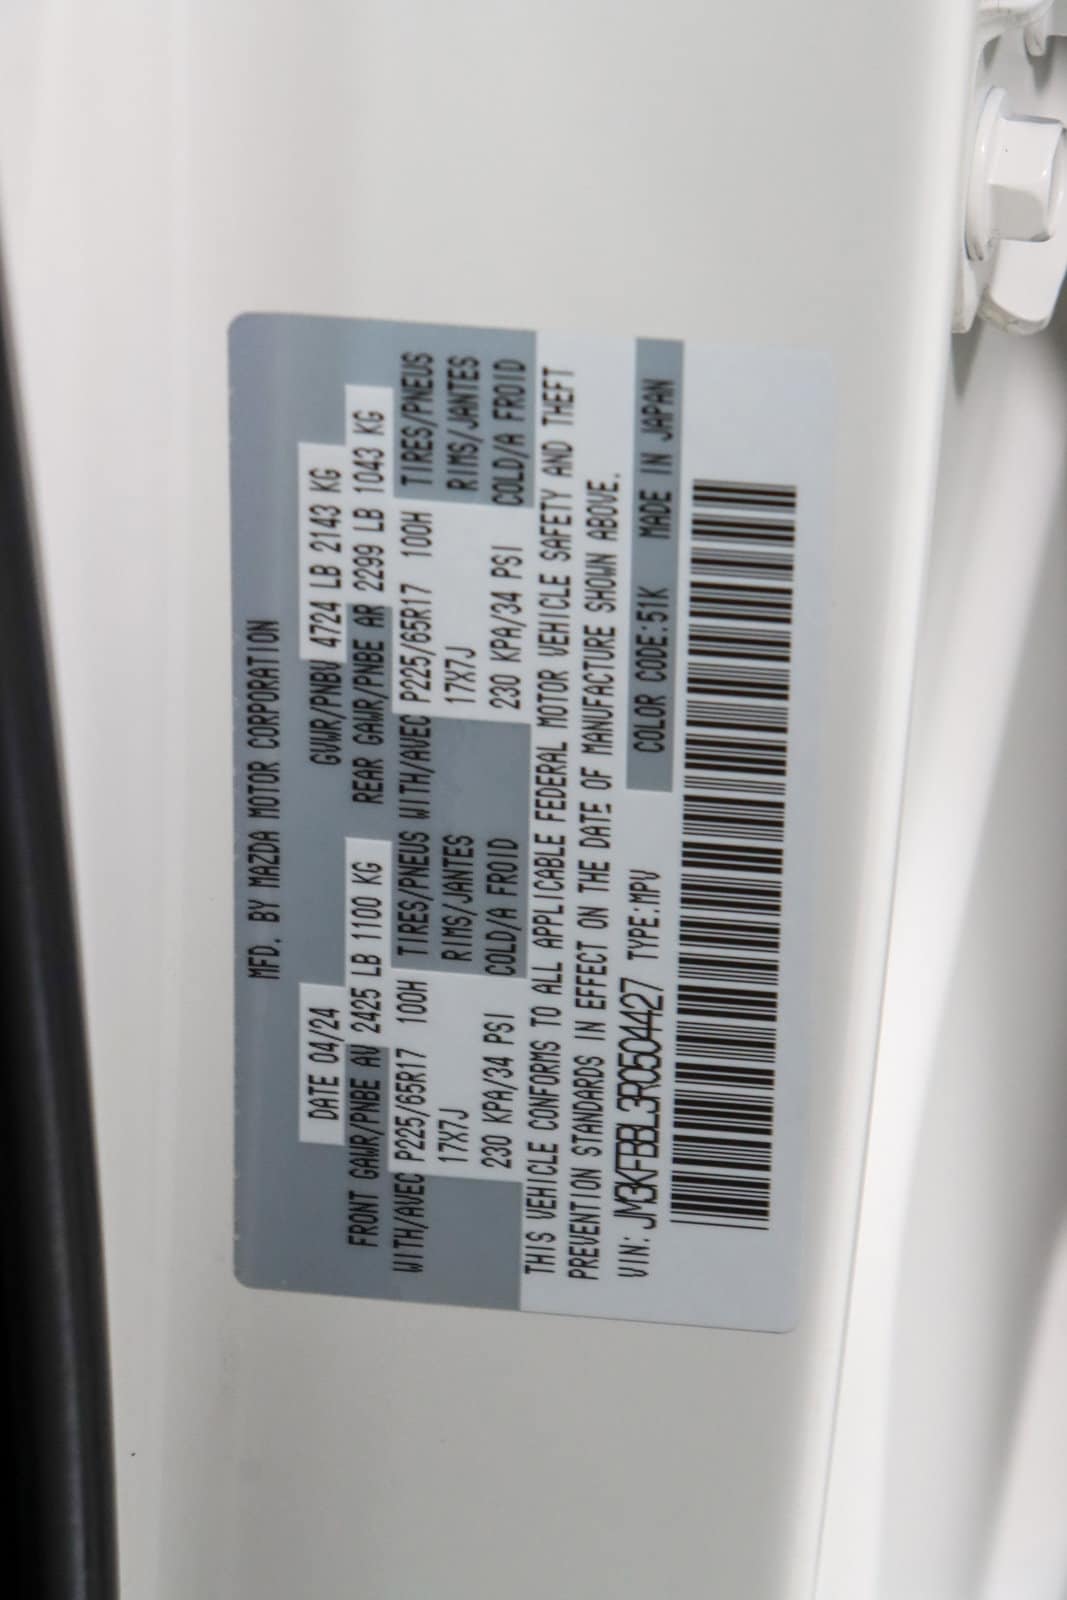 MFD. BY MAZDA MOTOR CORPORATION
DATE 04/24 GVWR/PNBV 4724 LB 2143 KG
FRONT GAWR/PNBE AV 2425 LB 1100 KG REAR GAWR/PNBE AR 2299 LB 1043 KG
WITH/AVEC P225/65R17 100H TIRES/PNEUS WITH/AVEC P225/65R17 100H TIRES/PNEUS
17X7J RIMS/JANTES 17X7J RIMS/JANTES
230 KPA/34 PSI COLD/A FROID 230 KPA/34 PSI COLD/A FROID
THIS VEHICLE CONFORMS TO ALL APPLICABLE FEDERAL MOTOR VEHICLE SAFETY AND THEFT
PREVENTION STANDARDS IN EFFECT ON THE DATE OF MANUFACTURE SHOWN ABOVE.
VIN: JM3KFBBL3R0504427 TYPE:MPV COLOR CODE:51K MADE IN JAPAN